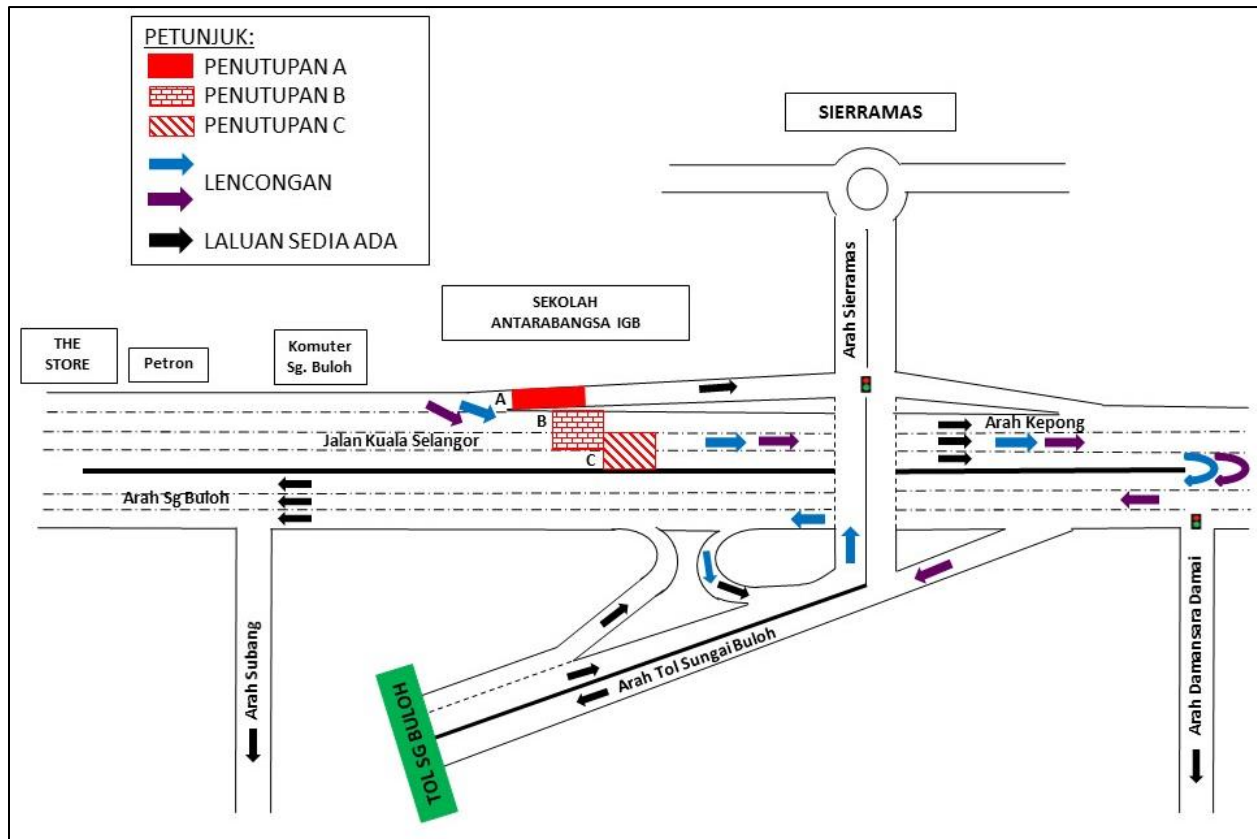 PETUNJUK:
PENUTUPAN A
PENUTUPAN B
PENUTUPAN C
LENCONGAN
LALUAN SEDIA ADA
SIERRAMAS
SEKOLAH
ANTARABANGSA IGB
THE
STORE
Petron
Komuter
Sg. Buloh
Arah Sierramas
A
B
C
Jalan Kuala Selangor
Arah Kepong
Arah Sg Buloh
Arah Subang
Arah Tol Sungai Buloh
TOL SG BULOH
Arah Damansara Damai